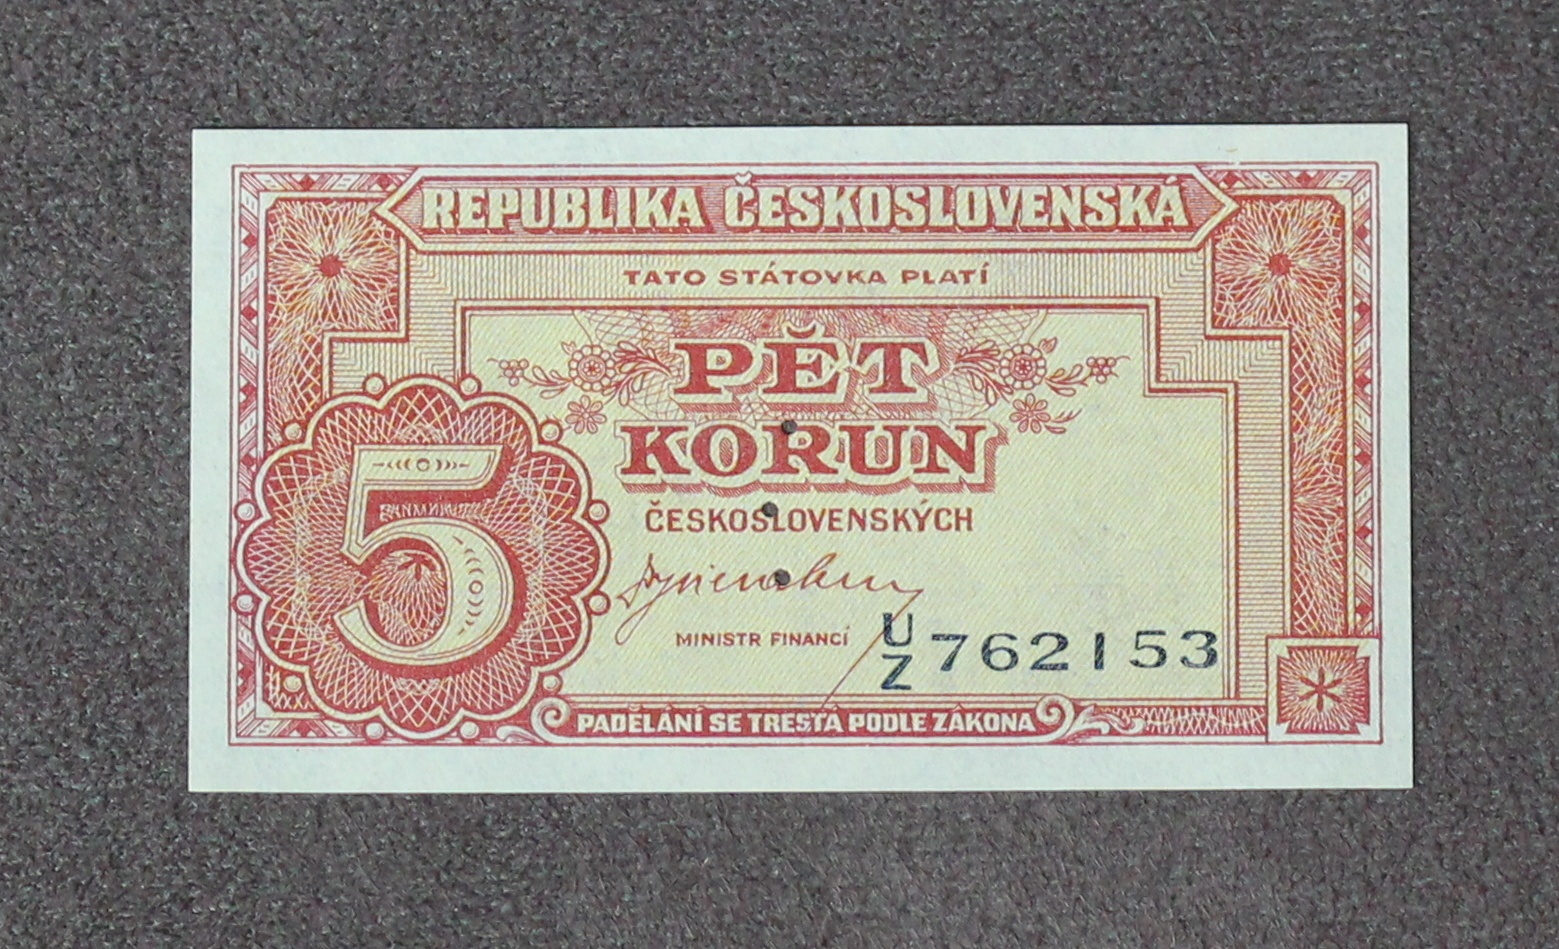 REPUBLIKA ČESKOSLOVENSKÁ
TATO STÁTOVKA PLATÍ
PĚT
KORUN
ČESKOSLOVENSKÝCH
5
MINISTR FINANCÍ
U
Z 762153
PADĚLÁNÍ SE TRESTÁ PODLE ZÁKONA